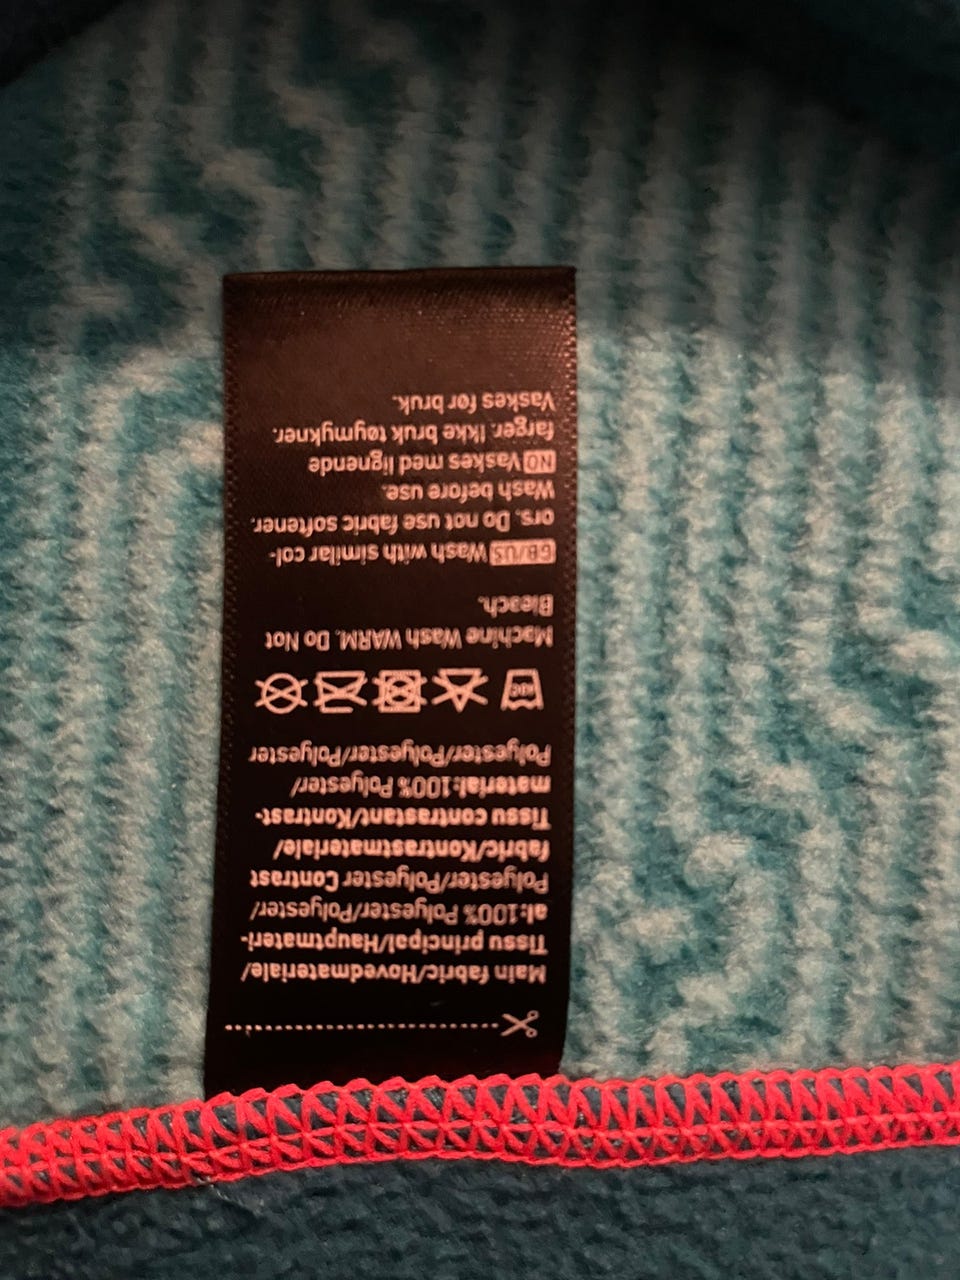 Main fabric/Hovedmateriale/
Tissu principal/Hauptmateri-
al:100% Polyester/Polyester/
Polyester/Polyester Contrast
fabric/Kontrastmateriale/
Tissu contrastant/Kontrast-
material:100% Polyester/
Polyester/Polyester/Polyester
40C
Machine Wash WARM. Do Not
Bleach.
GB/US Wash with similar col-
ors. Do not use fabric softener.
Wash before use.
NO Vaskes med lignende
farger. Ikke bruk tøymykner.
Vaskes før bruk.